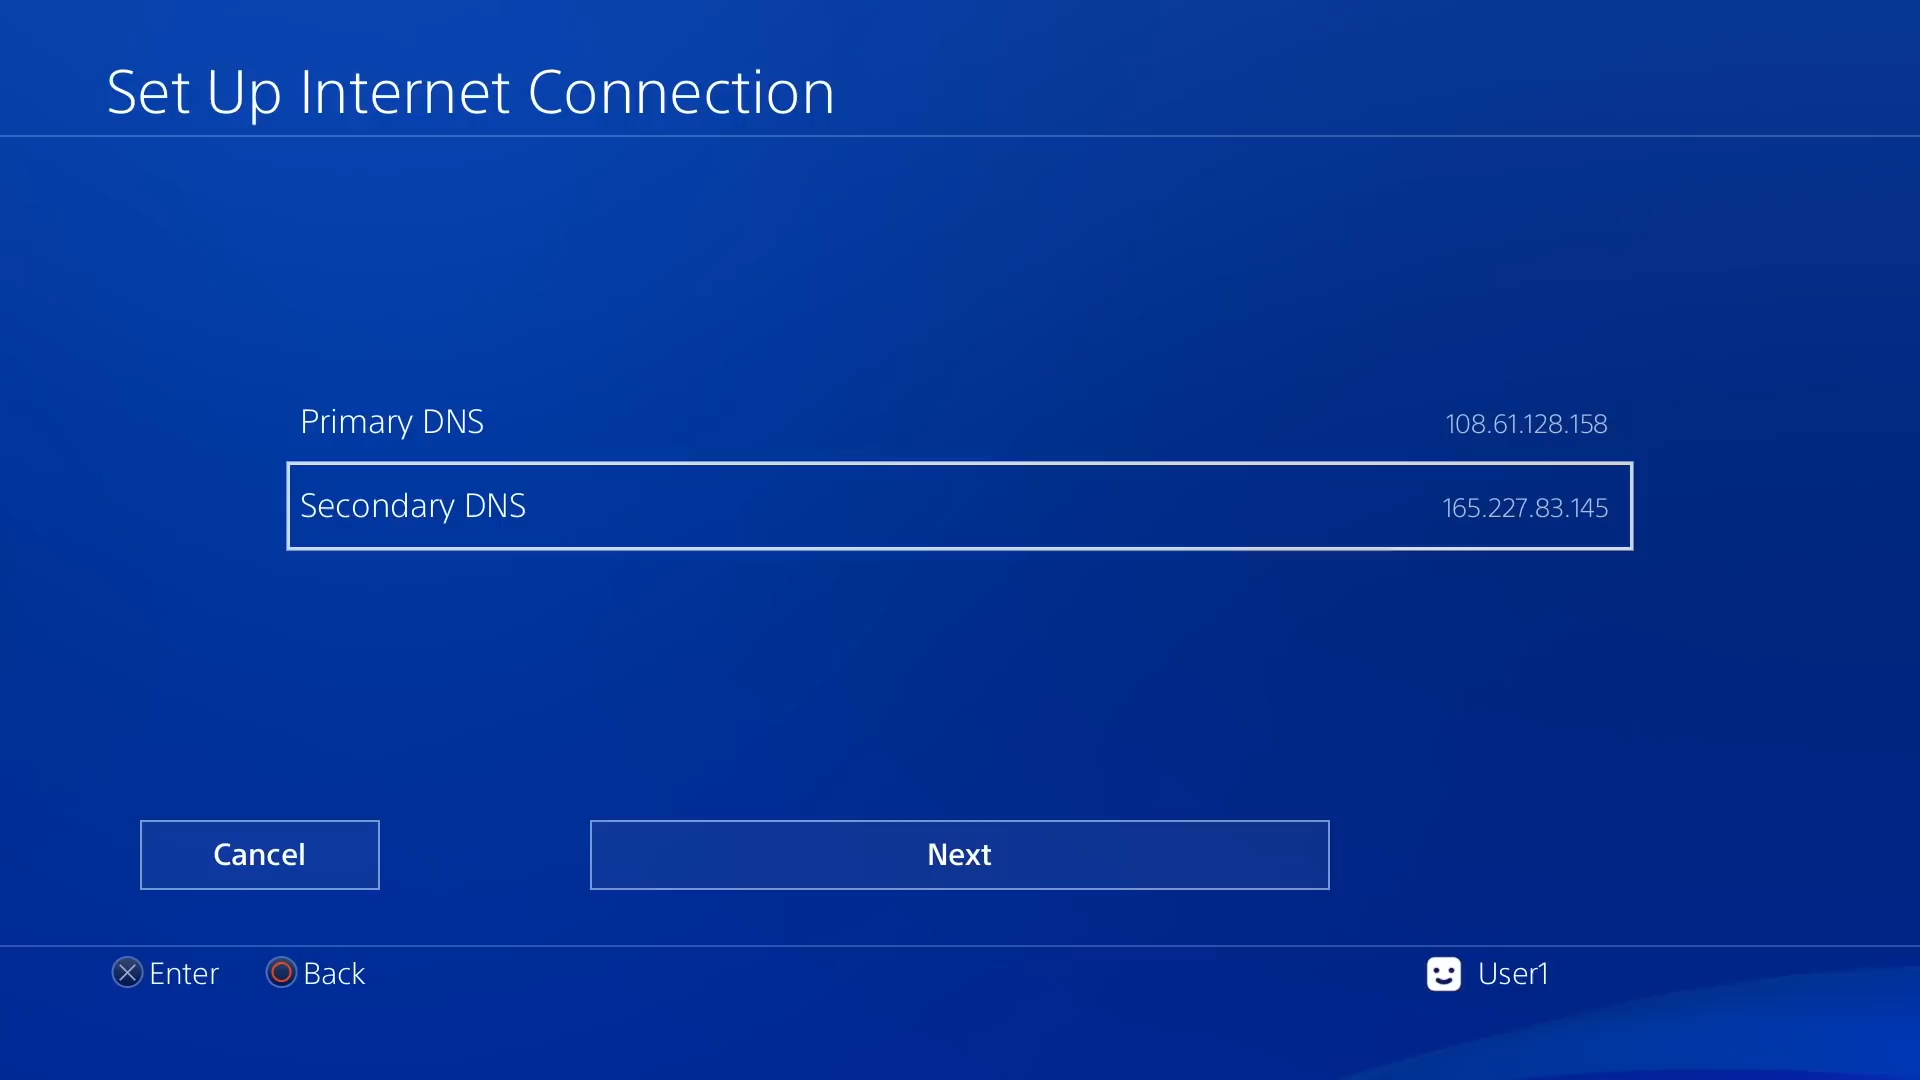 Set Up Internet Connection
Primary DNS 108.61.128.158
Secondary DNS 165.227.83.145
Cancel Next
Enter Back User1